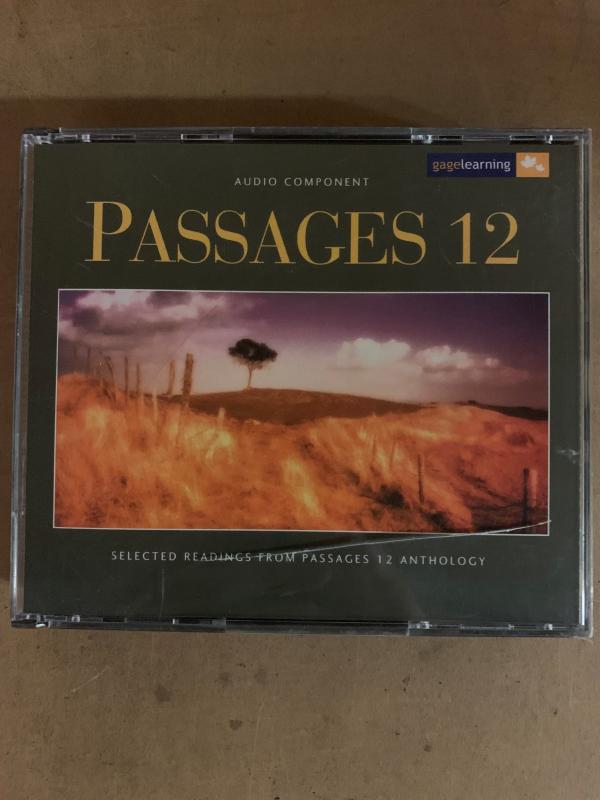 gagelearning
AUDIO COMPONENT
PASSAGES 12
SELECTED READINGS FROM PASSAGES 12 ANTHOLOGY